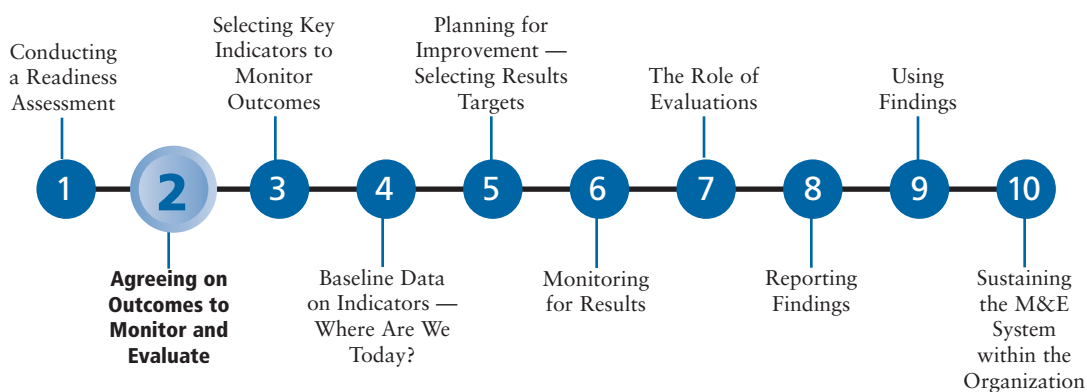 Conducting
a Readiness
Assessment
1
2
Agreeing on
Outcomes to
Monitor and
Evaluate
Selecting Key
Indicators to
Monitor
Outcomes
3
4
Baseline Data
on Indicators —
Where Are We
Today?
Planning for
Improvement —
Selecting Results
Targets
5
6
Monitoring
for Results
The Role of
Evaluations
7
8
Reporting
Findings
Using
Findings
9
10
Sustaining
the M&E
System
within the
Organization